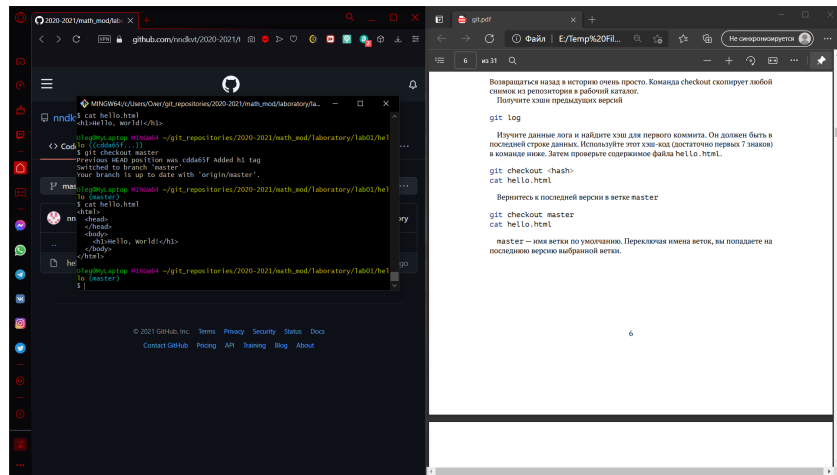 2020-2021/math_mod/lab
VPN
github.com/nndkvt/2020-2021/
MINGW64:/c/Users/Олег/git_repositories/2020-2021/math_mod/laboratory/la...
$ cat hello.html
<h1>Hello, World!</h1>
Oleg@MyLaptop MINGW64 ~/git_repositories/2020-2021/math_mod/laboratory/lab01/hel
lo ((cdda65f...))
$ git checkout master
Previous HEAD position was cdda65f Added h1 tag
Switched to branch 'master'
Your branch is up to date with 'origin/master'.
Oleg@MyLaptop MINGW64 ~/git_repositories/2020-2021/math_mod/laboratory/lab01/hel
lo (master)
$ cat hello.html
<html>
<head>
</head>
<body>
<h1>Hello, World!</h1>
</body>
</html>
Oleg@MyLaptop MINGW64 ~/git_repositories/2020-2021/math_mod/laboratory/lab01/hel
lo (master)
$
nndk
<> Cod
mas
nn
ory
..
he
go
© 2021 GitHub, Inc. Terms Privacy Security Status Docs
Contact GitHub Pricing API Training Blog About
git.pdf
Файл | E:/Temp%20Fil...
Не синхронизируется
6 из 31
Возвращаться назад в историю очень просто. Команда checkout скопирует любой
снимок из репозитория в рабочий каталог.
Получите хэши предыдущих версий
git log
Изучите данные лога и найдите хэш для первого коммита. Он должен быть в
последней строке данных. Используйте этот хэш-код (достаточно первых 7 знаков)
в команде ниже. Затем проверьте содержимое файла hello.html.
git checkout <hash>
cat hello.html
Вернитесь к последней версии в ветке master
git checkout master
cat hello.html
master — имя ветки по умолчанию. Переключая имена веток, вы попадаете на
последнюю версию выбранной ветки.
6